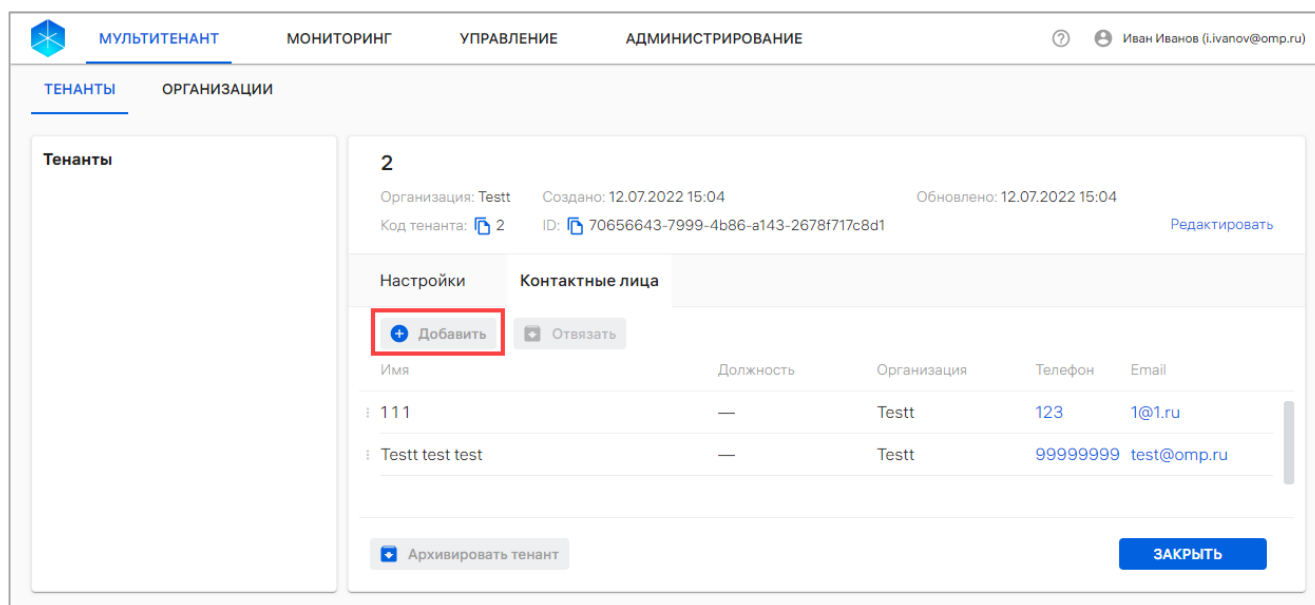 МУЛЬТИТЕНАНТ МОНИТОРИНГ УПРАВЛЕНИЕ АДМИНИСТРИРОВАНИЕ Иван Иванов (i.ivanov@omp.ru)
ТЕНАНТЫ ОРГАНИЗАЦИИ
Тенанты
2
Организация: Testt Создано: 12.07.2022 15:04 Обновлено: 12.07.2022 15:04
Код тенанта: 2 ID: 70656643-7999-4b86-a143-2678f717c8d1 Редактировать
Настройки Контактные лица
Добавить Отвязать
Имя Должность Организация Телефон Email
111 — Testt 123 1@1.ru
Testt test test — Testt 99999999 test@omp.ru
Архивировать тенант ЗАКРЫТЬ